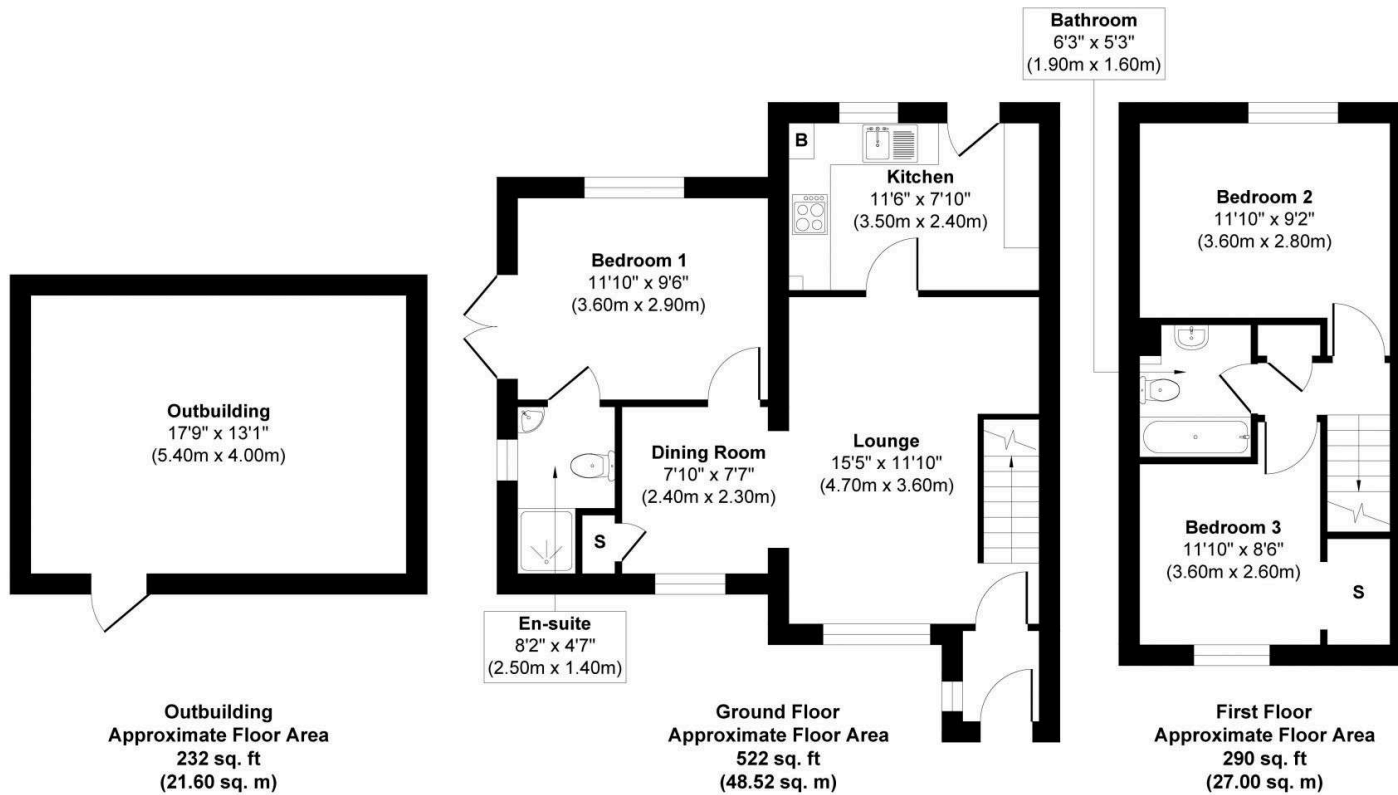 Bathroom
6'3" x 5'3"
(1.90m x 1.60m)
B
Kitchen
11'6" x 7'10"
(3.50m x 2.40m)
Bedroom 2
11'10" x 9'2"
(3.60m x 2.80m)
Bedroom 1
11'10" x 9'6"
(3.60m x 2.90m)
Outbuilding
17'9" x 13'1"
(5.40m x 4.00m)
Dining Room
7'10" x 7'7"
(2.40m x 2.30m)
Lounge
15'5" x 11'10"
(4.70m x 3.60m)
S
Bedroom 3
11'10" x 8'6"
(3.60m x 2.60m)
S
En-suite
8'2" x 4'7"
(2.50m x 1.40m)
Outbuilding
Approximate Floor Area
232 sq. ft
(21.60 sq. m)
Ground Floor
Approximate Floor Area
522 sq. ft
(48.52 sq. m)
First Floor
Approximate Floor Area
290 sq. ft
(27.00 sq. m)